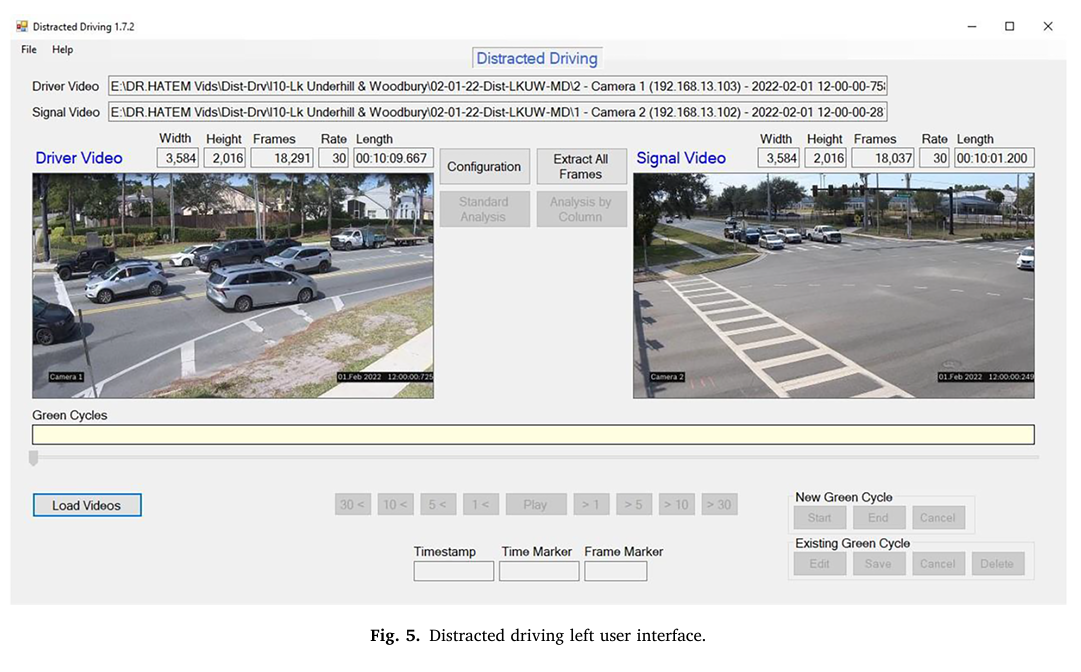 Distracted Driving 1.7.2
File Help
Distracted Driving
Driver Video E:\DR.HATEM Vids\Dist-Drv\I10-Lk Underhill & Woodbury\02-01-22-Dist-LKUW-MD\2 - Camera 1 (192.168.13.103) - 2022-02-01 12-00-00-75
Signal Video E:\DR.HATEM Vids\Dist-Drv\I10-Lk Underhill & Woodbury\02-01-22-Dist-LKUW-MD\1 - Camera 2 (192.168.13.102) - 2022-02-01 12-00-00-28
Width Height Frames Rate Length
Driver Video 3,584 2,016 18,291 30 00:10:09.667
Configuration
Extract All Frames
Standard Analysis
Analysis by Column
Width Height Frames Rate Length
Signal Video 3,584 2,016 18,037 30 00:10:01.200
Camera 1 01.Feb 2022 12:00:00:725
Camera 2 01.Feb 2022 12:00:00:249
Green Cycles
Load Videos
30 < 10 < 5 < 1 < Play > 1 > 5 > 10 > 30
New Green Cycle
Start End Cancel
Timestamp Time Marker Frame Marker
Existing Green Cycle
Edit Save Cancel Delete
Fig. 5. Distracted driving left user interface.